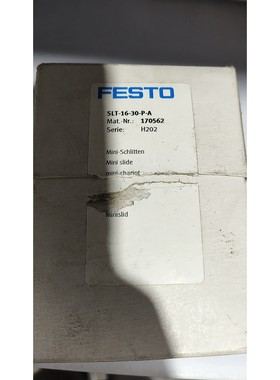 FESTO
SLT-16-30-P-A
Mat.-Nr.: 170562
Serie: H202
Mini-Schlitten
Mini slide
mini-chariot
minislid